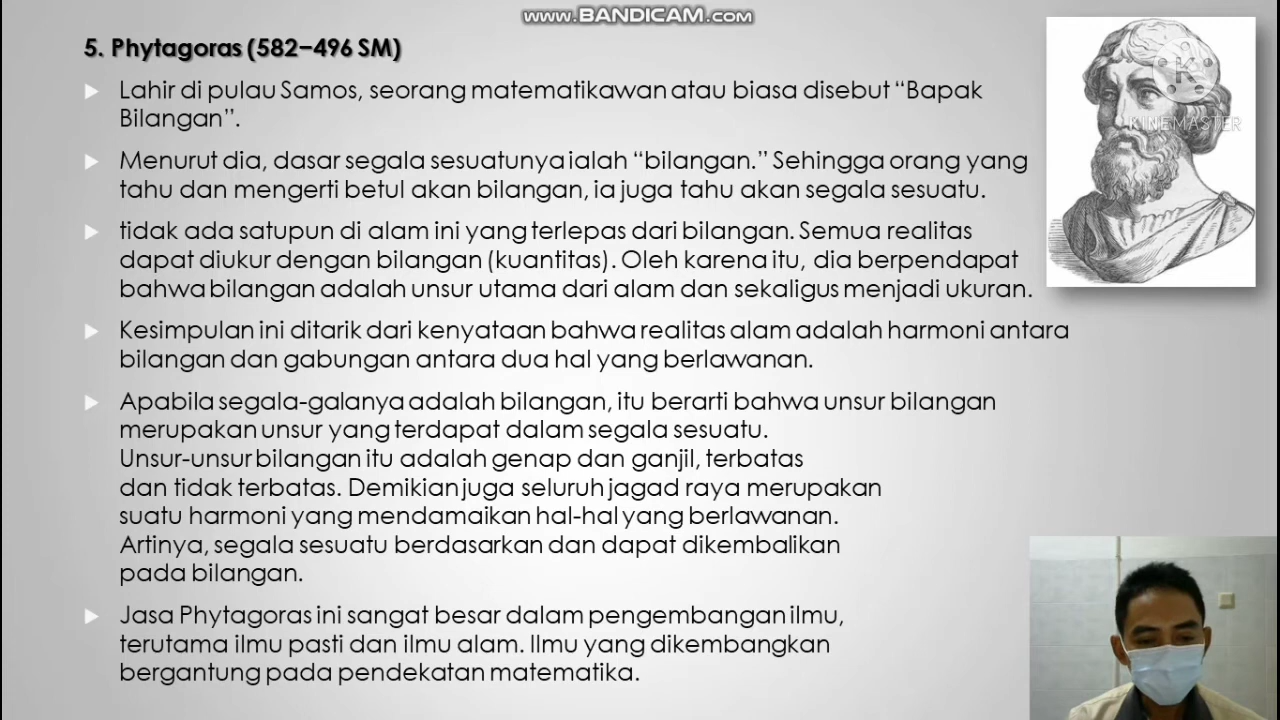 www.BANDICAM.com
5. Phytagoras (582–496 SM)
Lahir di pulau Samos, seorang matematikawan atau biasa disebut “Bapak
Bilangan”.
Menurut dia, dasar segala sesuatunya ialah “bilangan.” Sehingga orang yang
tahu dan mengerti betul akan bilangan, ia juga tahu akan segala sesuatu.
tidak ada satupun di alam ini yang terlepas dari bilangan. Semua realitas
dapat diukur dengan bilangan (kuantitas). Oleh karena itu, dia berpendapat
bahwa bilangan adalah unsur utama dari alam dan sekaligus menjadi ukuran.
Kesimpulan ini ditarik dari kenyataan bahwa realitas alam adalah harmoni antara
bilangan dan gabungan antara dua hal yang berlawanan.
Apabila segala-galanya adalah bilangan, itu berarti bahwa unsur bilangan
merupakan unsur yang terdapat dalam segala sesuatu.
Unsur-unsur bilangan itu adalah genap dan ganjil, terbatas
dan tidak terbatas. Demikian juga seluruh jagad raya merupakan
suatu harmoni yang mendamaikan hal-hal yang berlawanan.
Artinya, segala sesuatu berdasarkan dan dapat dikembalikan
pada bilangan.
Jasa Phytagoras ini sangat besar dalam pengembangan ilmu,
terutama ilmu pasti dan ilmu alam. Ilmu yang dikembangkan
bergantung pada pendekatan matematika.
K
KINEMASTER